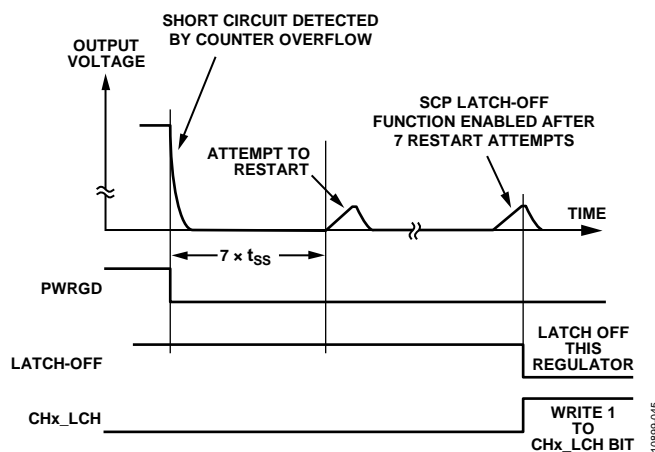 SHORT CIRCUIT DETECTED
BY COUNTER OVERFLOW
OUTPUT
VOLTAGE
SCP LATCH-OFF
FUNCTION ENABLED AFTER
7 RESTART ATTEMPTS
ATTEMPT TO
RESTART
TIME
7 × tSS
PWRGD
LATCH-OFF
LATCH OFF
THIS
REGULATOR
CHx_LCH
WRITE 1
TO
CHx_LCH BIT
10899-045